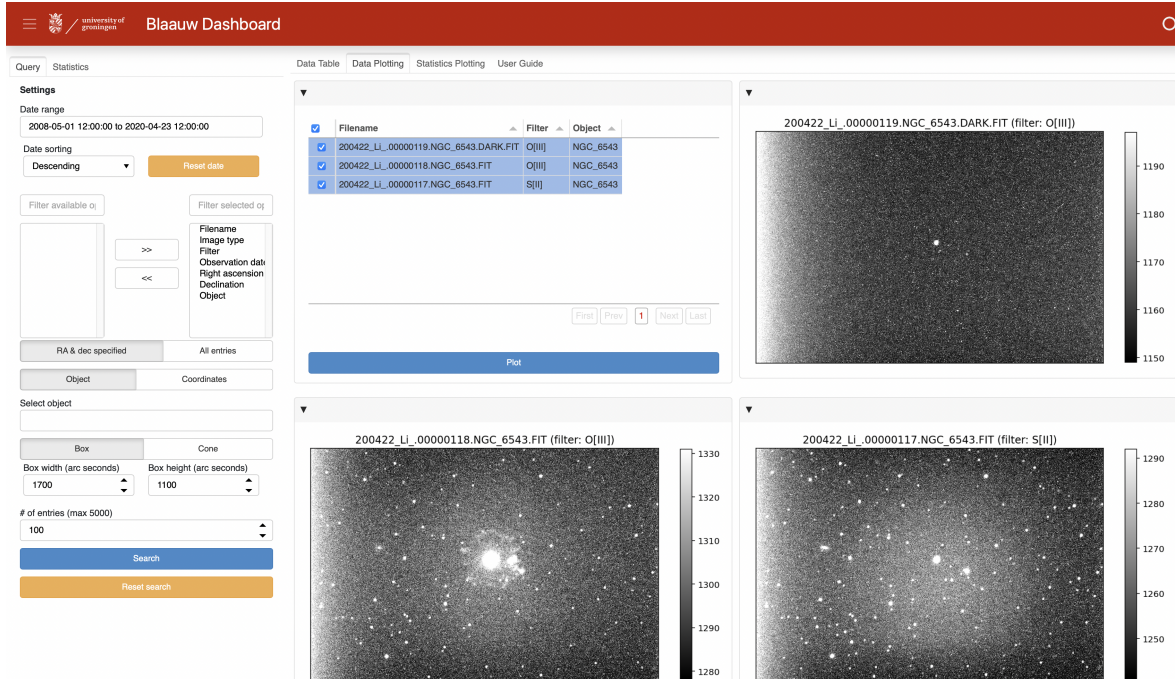 university of
groningen
Blaauw Dashboard
Query
Statistics
Settings
Date range
2008-05-01 12:00:00 to 2020-04-23 12:00:00
Date sorting
Descending
Reset date
Filter available o
Filter selected op
>>
<<
Filename
Image type
Filter
Observation date
Right ascension
Declination
Object
RA & dec specified
All entries
Object
Coordinates
Select object
Box
Cone
Box width (arc seconds)
Box height (arc seconds)
1700
1100
# of entries (max 5000)
100
Search
Reset search
Data Table
Data Plotting
Statistics Plotting
User Guide
Filename Filter Object
200422_Li_.00000119.NGC_6543.DARK.FIT O[III] NGC_6543
200422_Li_.00000118.NGC_6543.FIT O[III] NGC_6543
200422_Li_.00000117.NGC_6543.FIT S[II] NGC_6543
First Prev 1 Next Last
Plot
200422_Li_.00000119.NGC_6543.DARK.FIT (filter: O[III])
1190
1180
1170
1160
1150
200422_Li_.00000118.NGC_6543.FIT (filter: O[III])
1330
1320
1310
1300
1290
1280
200422_Li_.00000117.NGC_6543.FIT (filter: S[II])
1290
1280
1270
1260
1250